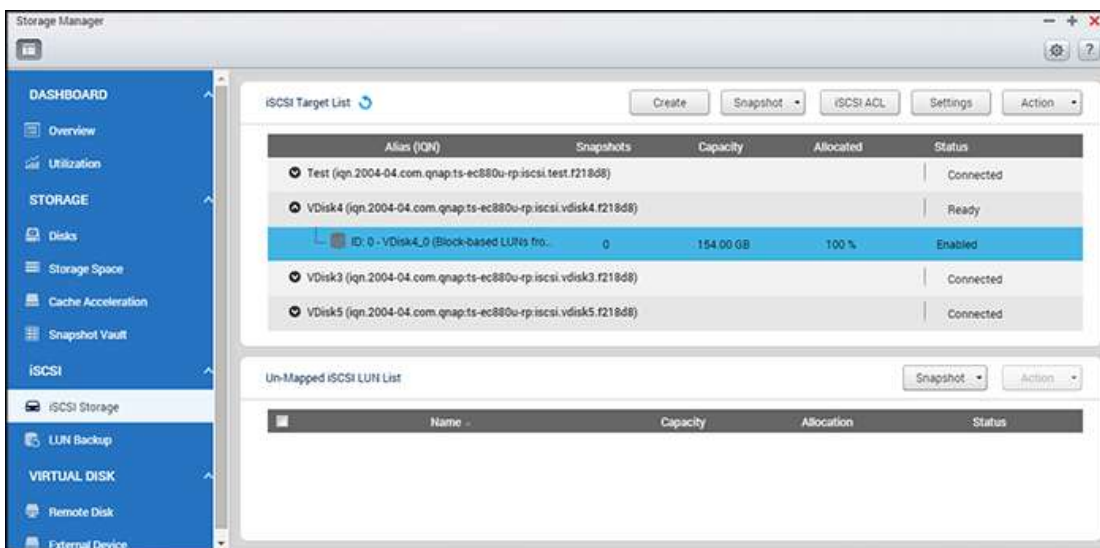 Storage Manager
DASHBOARD
Overview
Utilization
STORAGE
Disks
Storage Space
Cache Acceleration
Snapshot Vault
iSCSI
iSCSI Storage
LUN Backup
VIRTUAL DISK
Remote Disk
External Device
iSCSI Target List Create Snapshot iSCSI ACL Settings Action
Alias (IQN) Snapshots Capacity Allocated Status
Test (iqn.2004-04.com.qnap:ts-ec880u-rp:iscsi.test.f218d8) Connected
VDisk4 (iqn.2004-04.com.qnap:ts-ec880u-rp:iscsi.vdisk4.f218d8) Ready
ID: 0 - VDisk4_0 (Block-based LUNs fro... 0 154.00 GB 100 % Enabled
VDisk3 (iqn.2004-04.com.qnap:ts-ec880u-rp:iscsi.vdisk3.f218d8) Connected
VDisk5 (iqn.2004-04.com.qnap:ts-ec880u-rp:iscsi.vdisk5.f218d8) Connected
Un-Mapped iSCSI LUN List Snapshot Action
Name Capacity Allocation Status